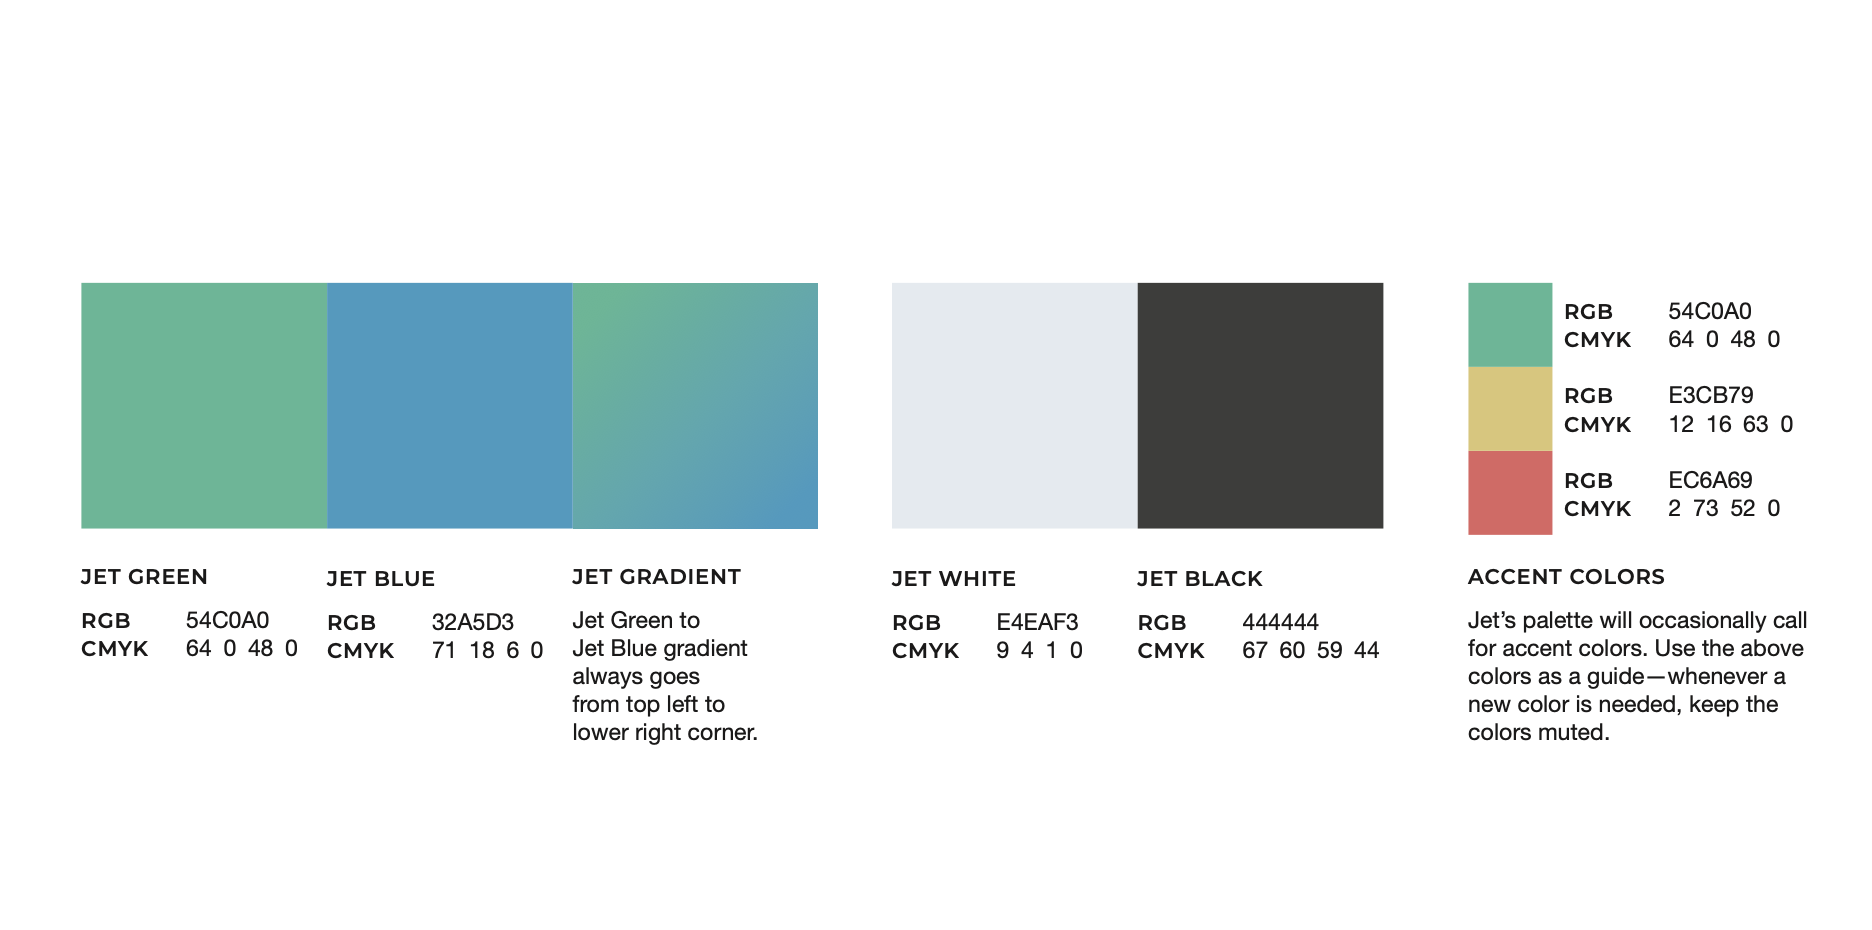 JET GREEN
RGB 54C0A0
CMYK 64 0 48 0
JET BLUE
RGB 32A5D3
CMYK 71 18 6 0
JET GRADIENT
Jet Green to
Jet Blue gradient
always goes
from top left to
lower right corner.
JET WHITE
RGB E4EAF3
CMYK 9 4 1 0
JET BLACK
RGB 444444
CMYK 67 60 59 44
RGB 54C0A0
CMYK 64 0 48 0
RGB E3CB79
CMYK 12 16 63 0
RGB EC6A69
CMYK 2 73 52 0
ACCENT COLORS
Jet’s palette will occasionally call
for accent colors. Use the above
colors as a guide—whenever a
new color is needed, keep the
colors muted.